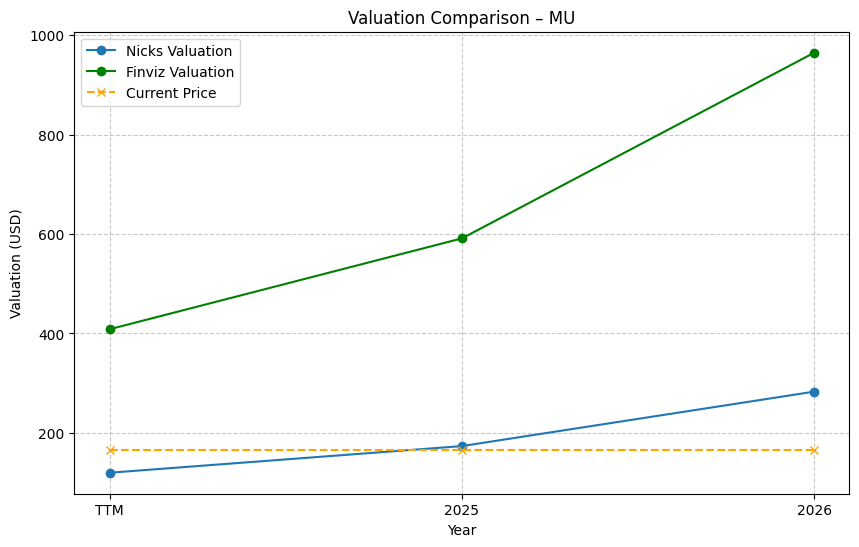 Valuation Comparison – MU
Nicks Valuation
Finviz Valuation
Current Price
1000
800
600
400
200
Valuation (USD)
TTM
2025
2026
Year